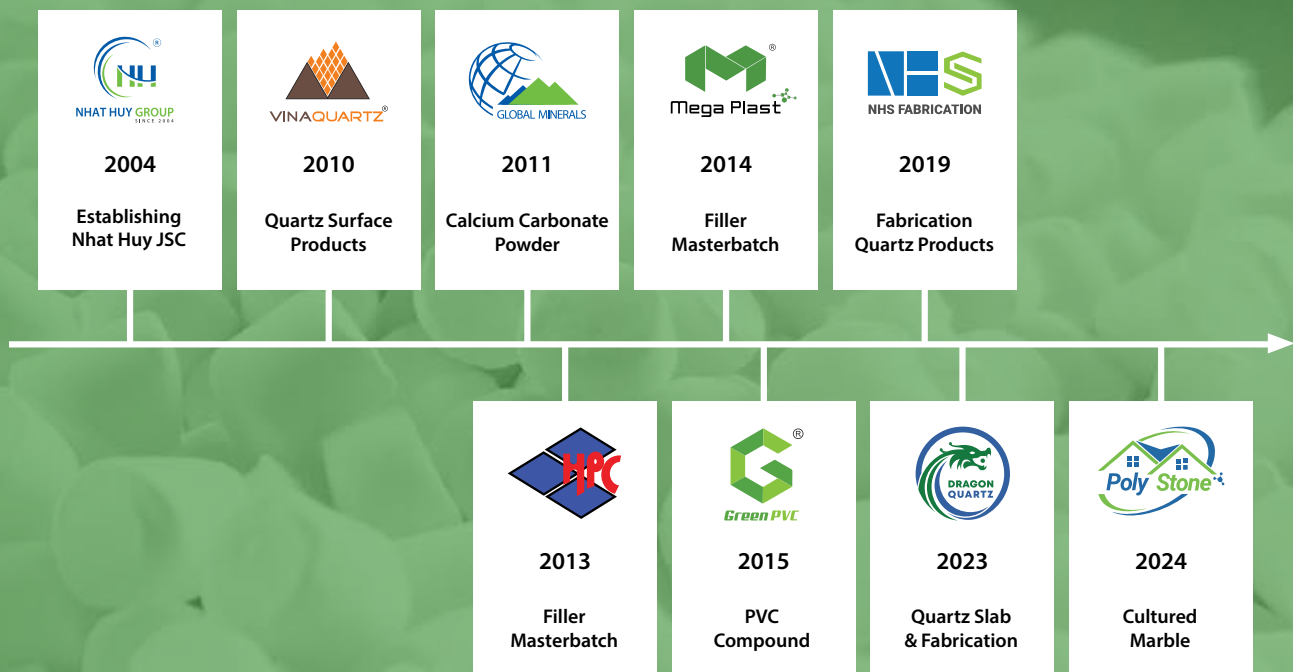 ®
NHAT HUY GROUP
SINCE 2004
2004
Establishing
Nhat Huy JSC
VINAQUARTZ®
2010
Quartz Surface
Products
GLOBAL MINERALS
2011
Calcium Carbonate
Powder
®
Mega Plast
2014
Filler
Masterbatch
NHS
NHS FABRICATION
2019
Fabrication
Quartz Products
HPC
2013
Filler
Masterbatch
®
G
Green PVC
2015
PVC
Compound
DRAGON
QUARTZ
2023
Quartz Slab
& Fabrication
Poly Stone
2024
Cultured
Marble